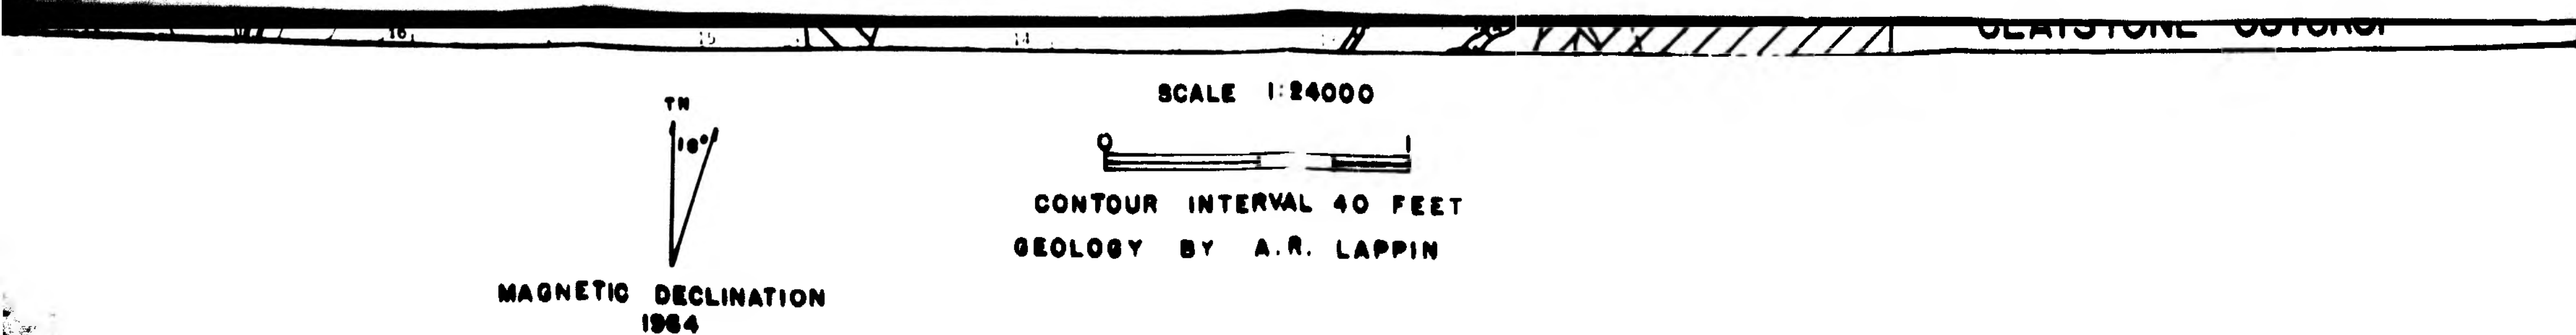 16 15 14
SCALE 1:24000
TN
0 1
CONTOUR INTERVAL 40 FEET
GEOLOGY BY A.R. LAPPIN
MAGNETIC DECLINATION
1964